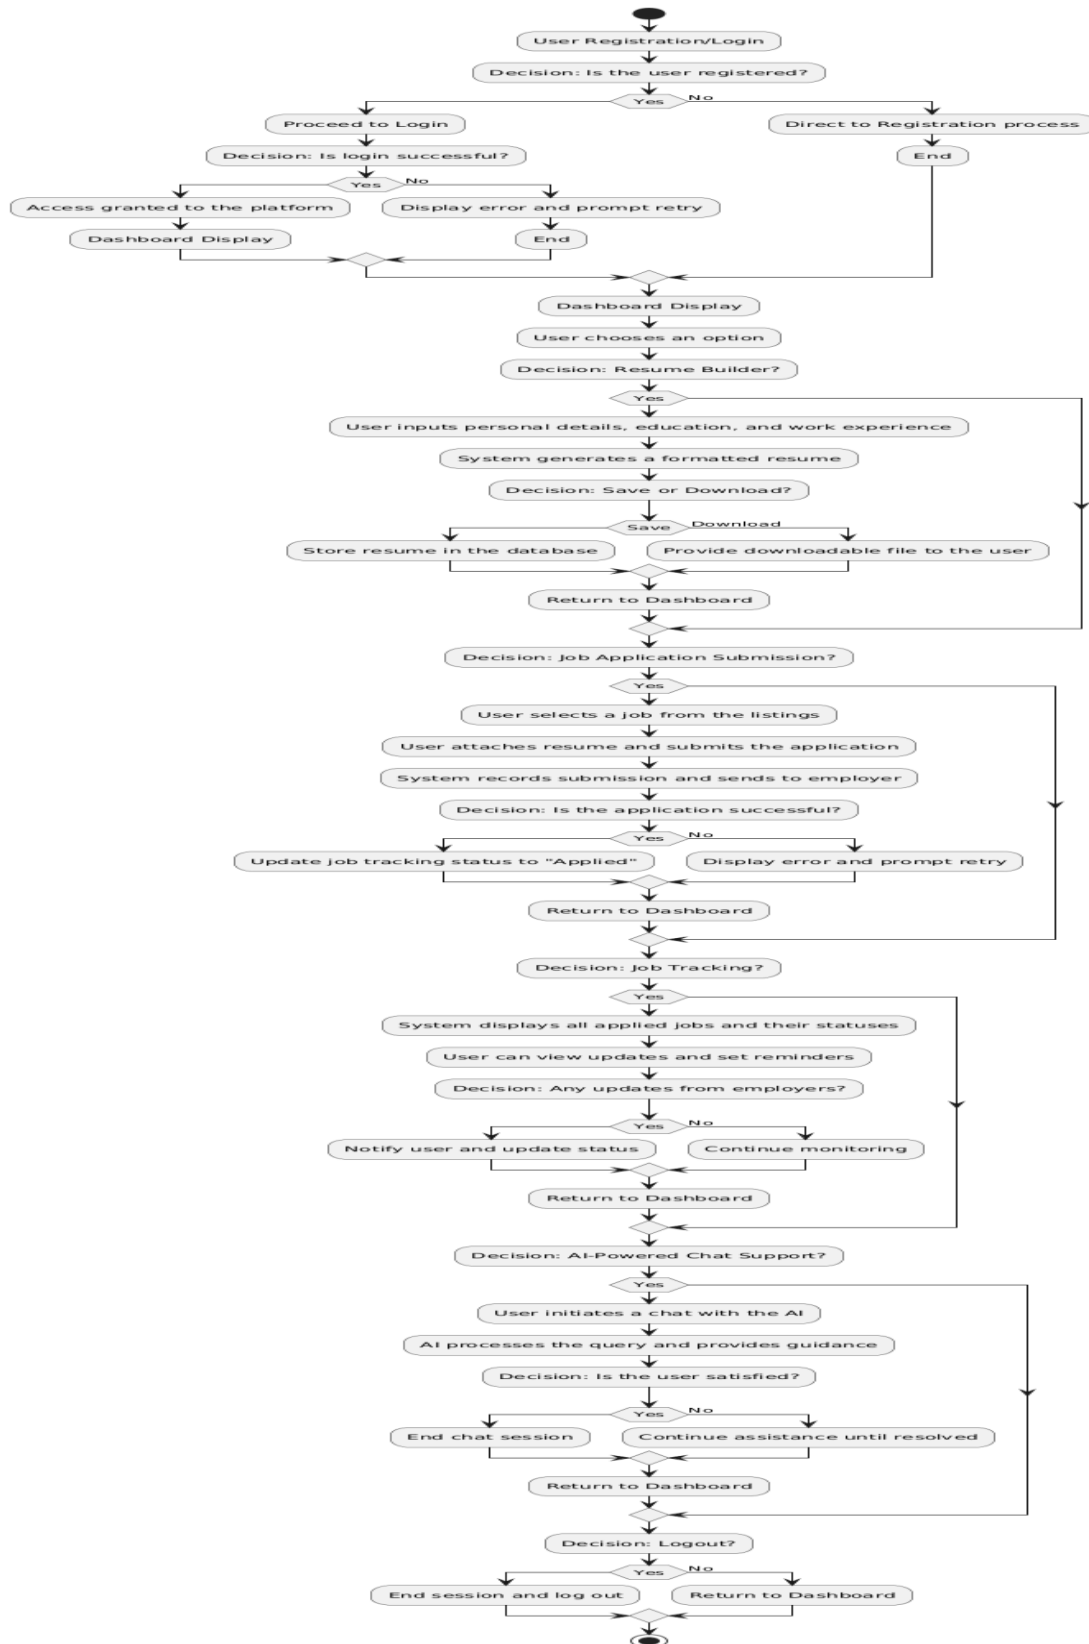 User Registration/Login
Decision: Is the user registered?
Yes
No
Proceed to Login
Direct to Registration process
Decision: Is login successful?
End
Yes
No
Access granted to the platform
Display error and prompt retry
Dashboard Display
End
Dashboard Display
User chooses an option
Decision: Resume Builder?
Yes
User inputs personal details, education, and work experience
System generates a formatted resume
Decision: Save or Download?
Save
Download
Store resume in the database
Provide downloadable file to the user
Return to Dashboard
Decision: Job Application Submission?
Yes
User selects a job from the listings
User attaches resume and submits the application
System records submission and sends to employer
Decision: Is the application successful?
Yes
No
Update job tracking status to "Applied"
Display error and prompt retry
Return to Dashboard
Decision: Job Tracking?
Yes
System displays all applied jobs and their statuses
User can view updates and set reminders
Decision: Any updates from employers?
Yes
No
Notify user and update status
Continue monitoring
Return to Dashboard
Decision: AI-Powered Chat Support?
Yes
User initiates a chat with the AI
AI processes the query and provides guidance
Decision: Is the user satisfied?
Yes
No
End chat session
Continue assistance until resolved
Return to Dashboard
Decision: Logout?
Yes
No
End session and log out
Return to Dashboard